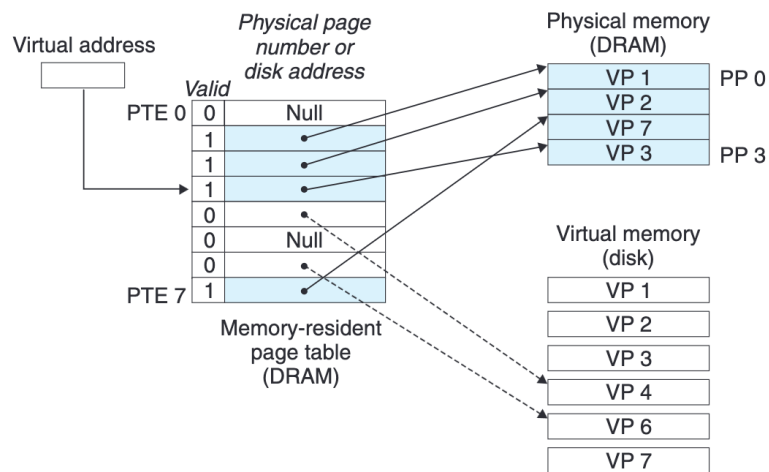 Virtual address
Physical page
number or
disk address
Valid
PTE 0
0
Null
1
1
1
0
0
Null
0
PTE 7
1
Memory-resident
page table
(DRAM)
Physical memory
(DRAM)
VP 1
PP 0
VP 2
VP 7
VP 3
PP 3
Virtual memory
(disk)
VP 1
VP 2
VP 3
VP 4
VP 6
VP 7